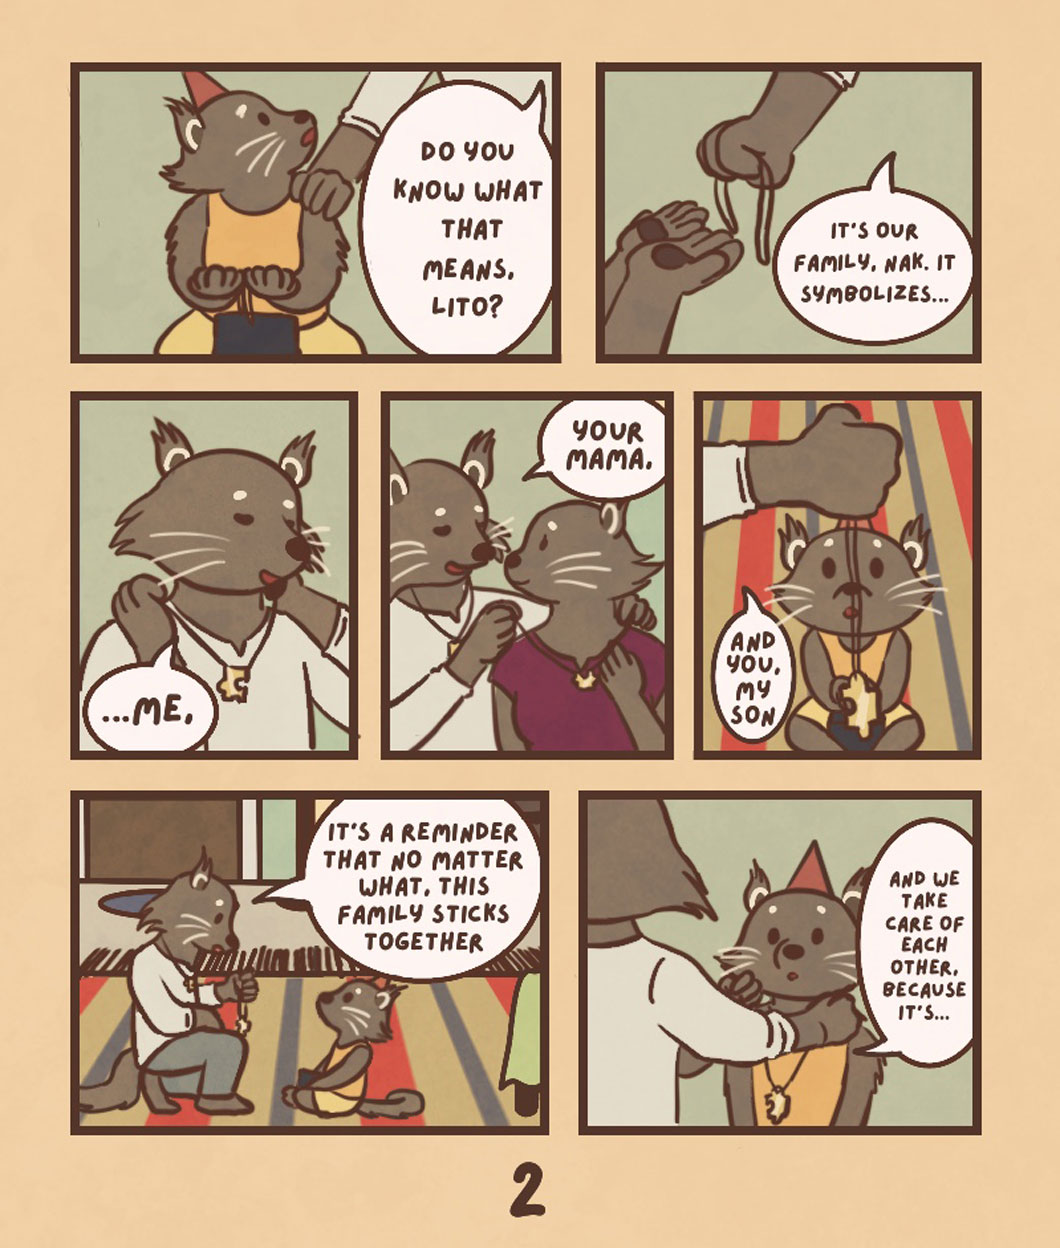 DO YOU
KNOW WHAT
THAT
MEANS,
LITO?
IT'S OUR
FAMILY, NAK. IT
SYMBOLIZES...
...ME,
YOUR
MAMA,
AND
YOU,
MY
SON
IT'S A REMINDER
THAT NO MATTER
WHAT, THIS
FAMILY STICKS
TOGETHER
AND WE
TAKE
CARE OF
EACH
OTHER,
BECAUSE
IT'S...
2